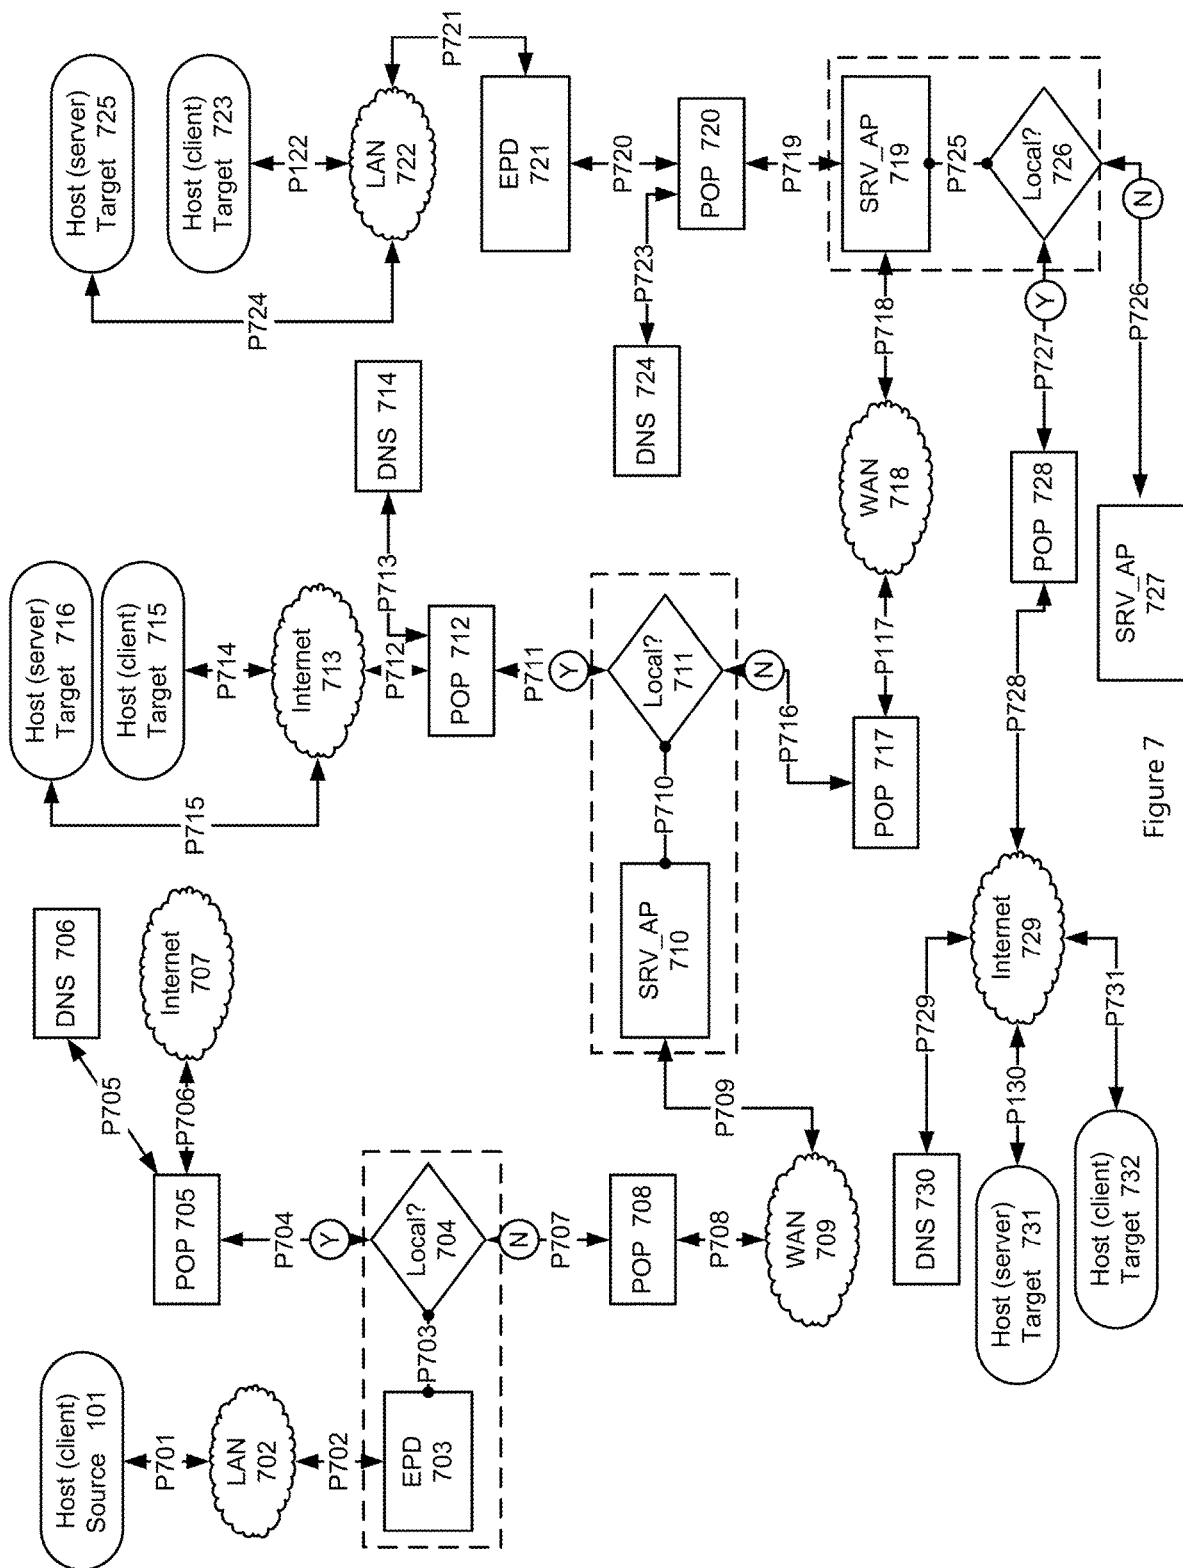 Host (client)
Source 101
P701
LAN
702
P702
EPD
703
P703
Local?
704
Y
P704
POP 705
P705
DNS 706
P706
Internet
707
N
P707
POP 708
P708
WAN
709
P709
SRV_AP
710
P710
Local?
711
Y
P711
POP 712
P712
P713
DNS 714
Internet
713
P714
Host (client)
Target 715
P715
Host (server)
Target 716
N
P716
POP 717
P117
WAN
718
P718
SRV_AP
719
P719
POP 720
P720
EPD
721
P721
LAN
722
P122
Host (client)
Target 723
P724
Host (server)
Target 725
P723
DNS 724
P725
Local?
726
Y
P727
POP 728
N
P726
SRV_AP
727
P728
Internet
729
P729
DNS 730
P130
Host (server)
Target 731
P731
Host (client)
Target 732
Figure 7